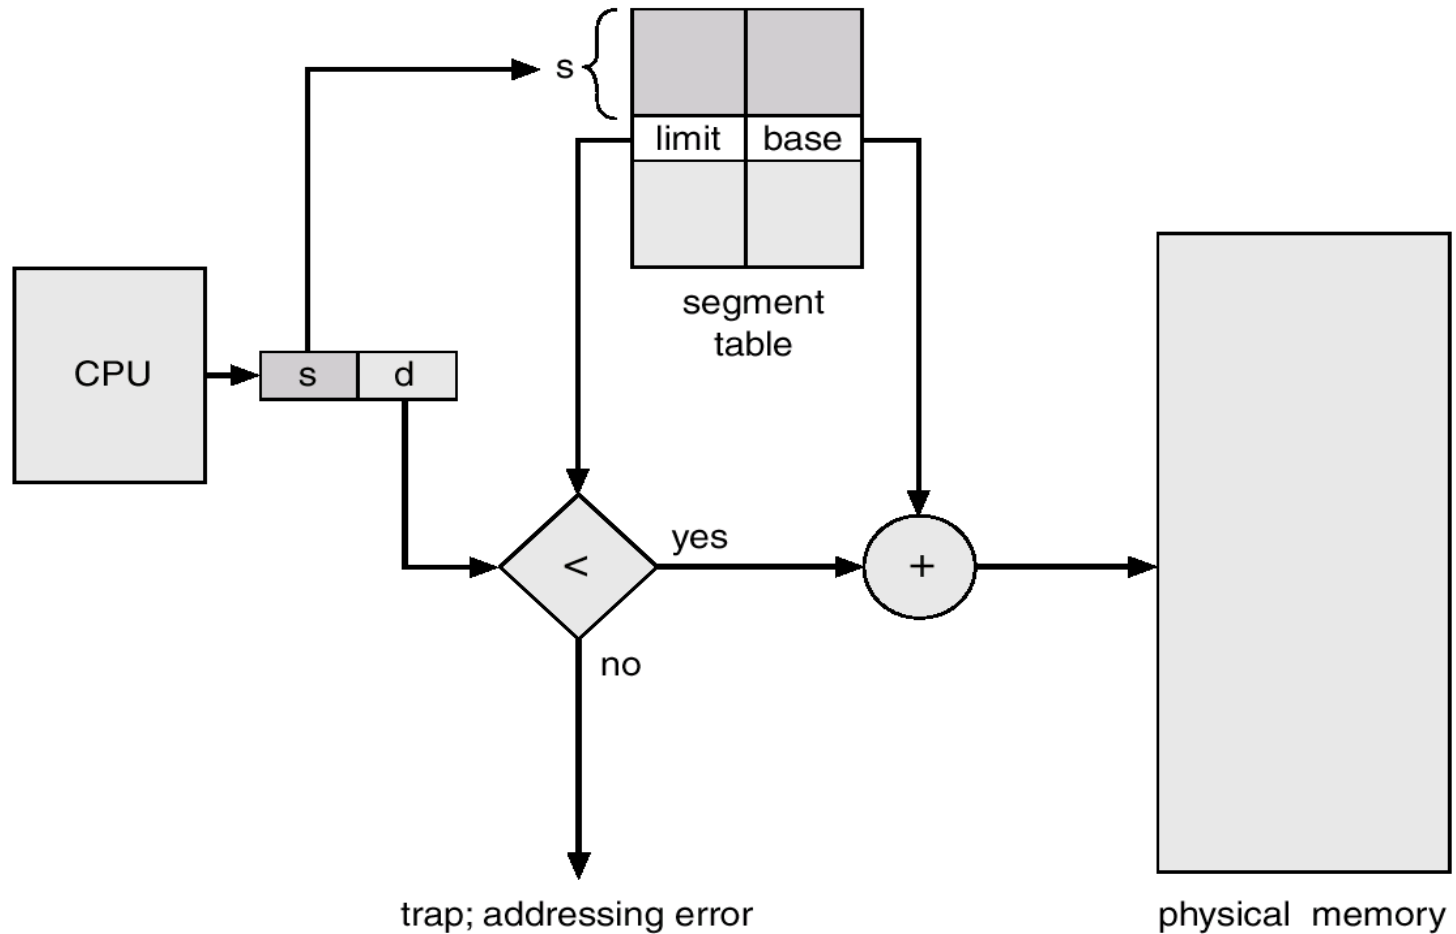 s
limit base
segment
table
CPU
s d
yes
< +
no
trap; addressing error
physical memory